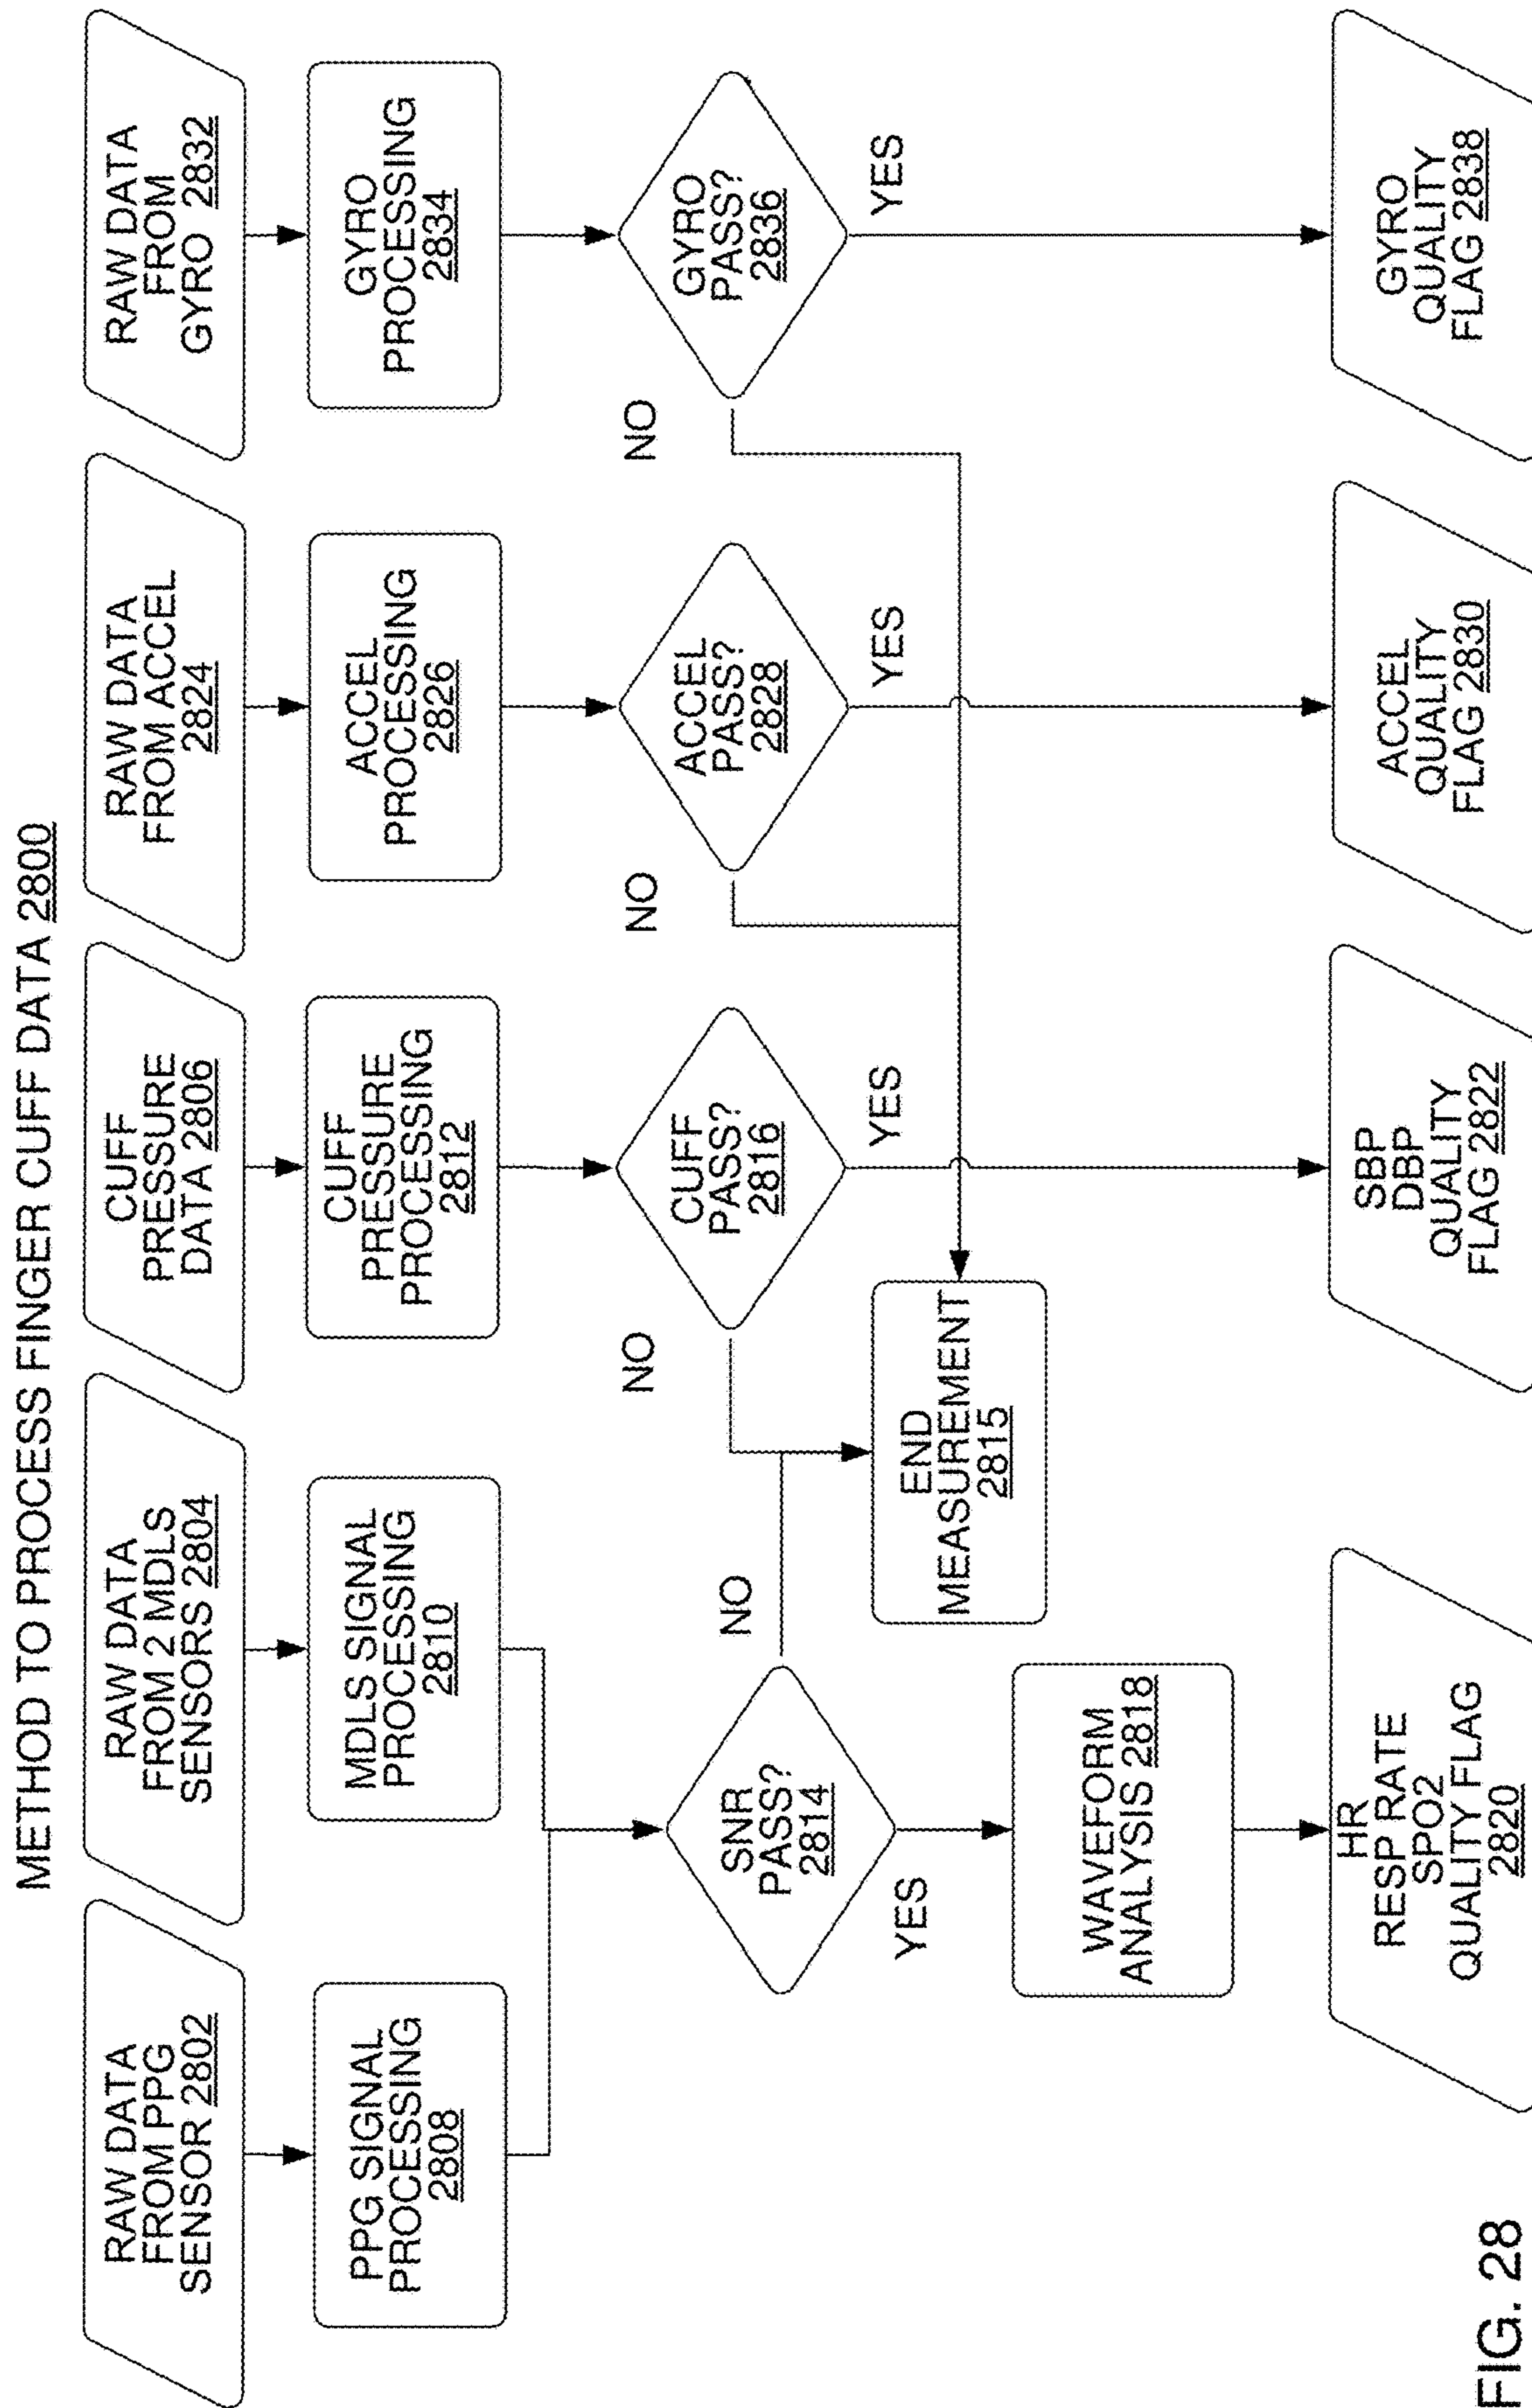 METHOD TO PROCESS FINGER CUFF DATA 2800
RAW DATA
FROM PPG
SENSOR 2802
RAW DATA
FROM 2 MDLS
SENSORS 2804
CUFF
PRESSURE
DATA 2806
RAW DATA
FROM ACCEL
2824
RAW DATA
FROM
GYRO 2832
PPG SIGNAL
PROCESSING
2808
MDLS SIGNAL
PROCESSING
2810
CUFF
PRESSURE
PROCESSING
2812
ACCEL
PROCESSING
2826
GYRO
PROCESSING
2834
SNR
PASS?
2814
NO
YES
CUFF
PASS?
2816
NO
YES
ACCEL
PASS?
2828
NO
YES
GYRO
PASS?
2836
NO
YES
END
MEASUREMENT
2815
WAVEFORM
ANALYSIS 2818
HR
RESP RATE
SPO2
QUALITY FLAG
2820
SBP
DBP
QUALITY
FLAG 2822
ACCEL
QUALITY
FLAG 2830
GYRO
QUALITY
FLAG 2838
FIG. 28